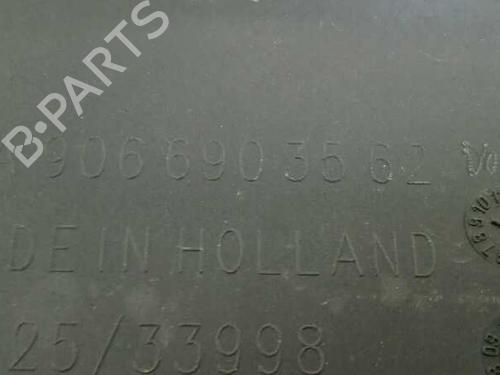 B-PARTS
A 906 690 35 62
DE IN HOLLAND
25/33998